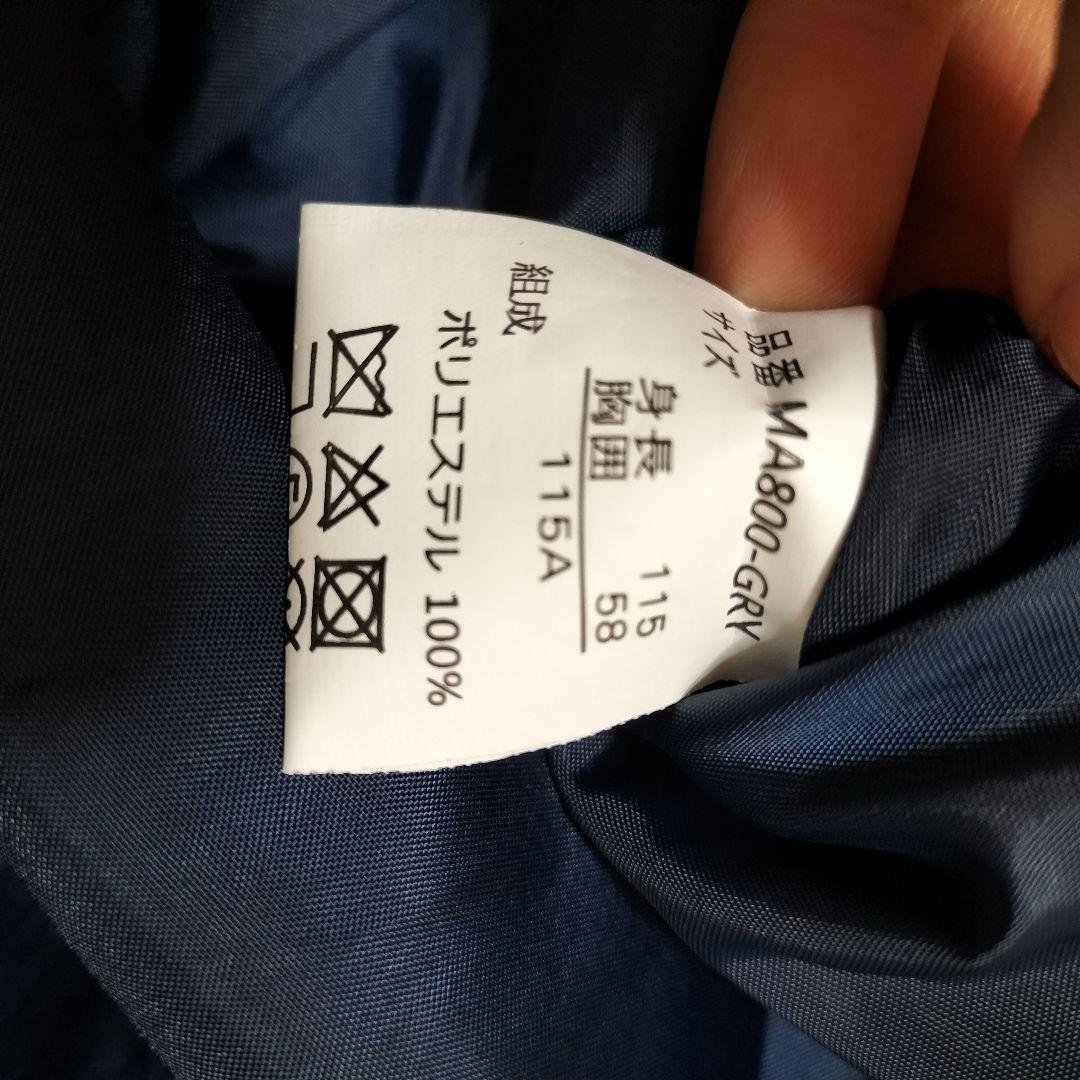 品番 MA800-GRY
サイズ
身長 115
胸囲 58
115A
組成
ポリエステル 100%